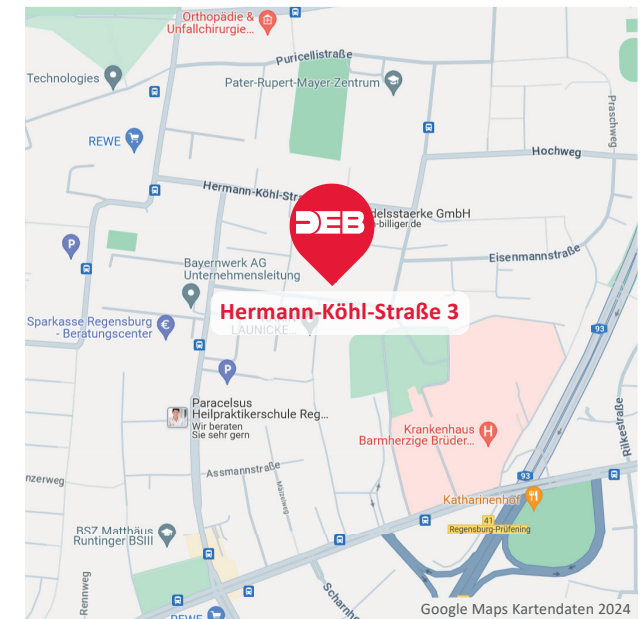 Orthopädie &
Unfallchirurgie...
Puricellistraße
Technologies
Pater-Rupert-Mayer-Zentrum
REWE
Praschweg
Hochweg
Hermann-Köhl-Str
DEB
delsstaerke GmbH
-billiger.de
P
Eisenmannstraße
Bayernwerk AG
Unternehmensleitung
Hermann-Köhl-Straße 3
Sparkasse Regensburg
- Beratungscenter
€
LAUNICKE...
93
P
Paracelsus
Heilpraktikerschule Reg...
Wir beraten
Sie sehr gern
Krankenhaus
Barmherzige Brüder...
H
Rilkestraße
Assmannstraße
nzerweg
Mälzelweg
93
Katharinenhof
41
Regensburg-Prüfening
BSZ Matthäus
Runtinger BSIII
Rennweg
Scharnho
REWE
Google Maps Kartendaten 2024